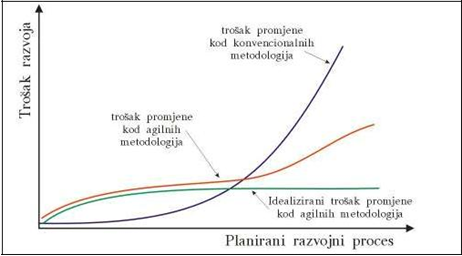 trošak promjene
kod konvencionalnih
metodologija
Trošak razvoja
trošak promjene
kod agilnih
metodologija
Idealizirani trošak promjene
kod agilnih metodologija
Planirani razvojni proces